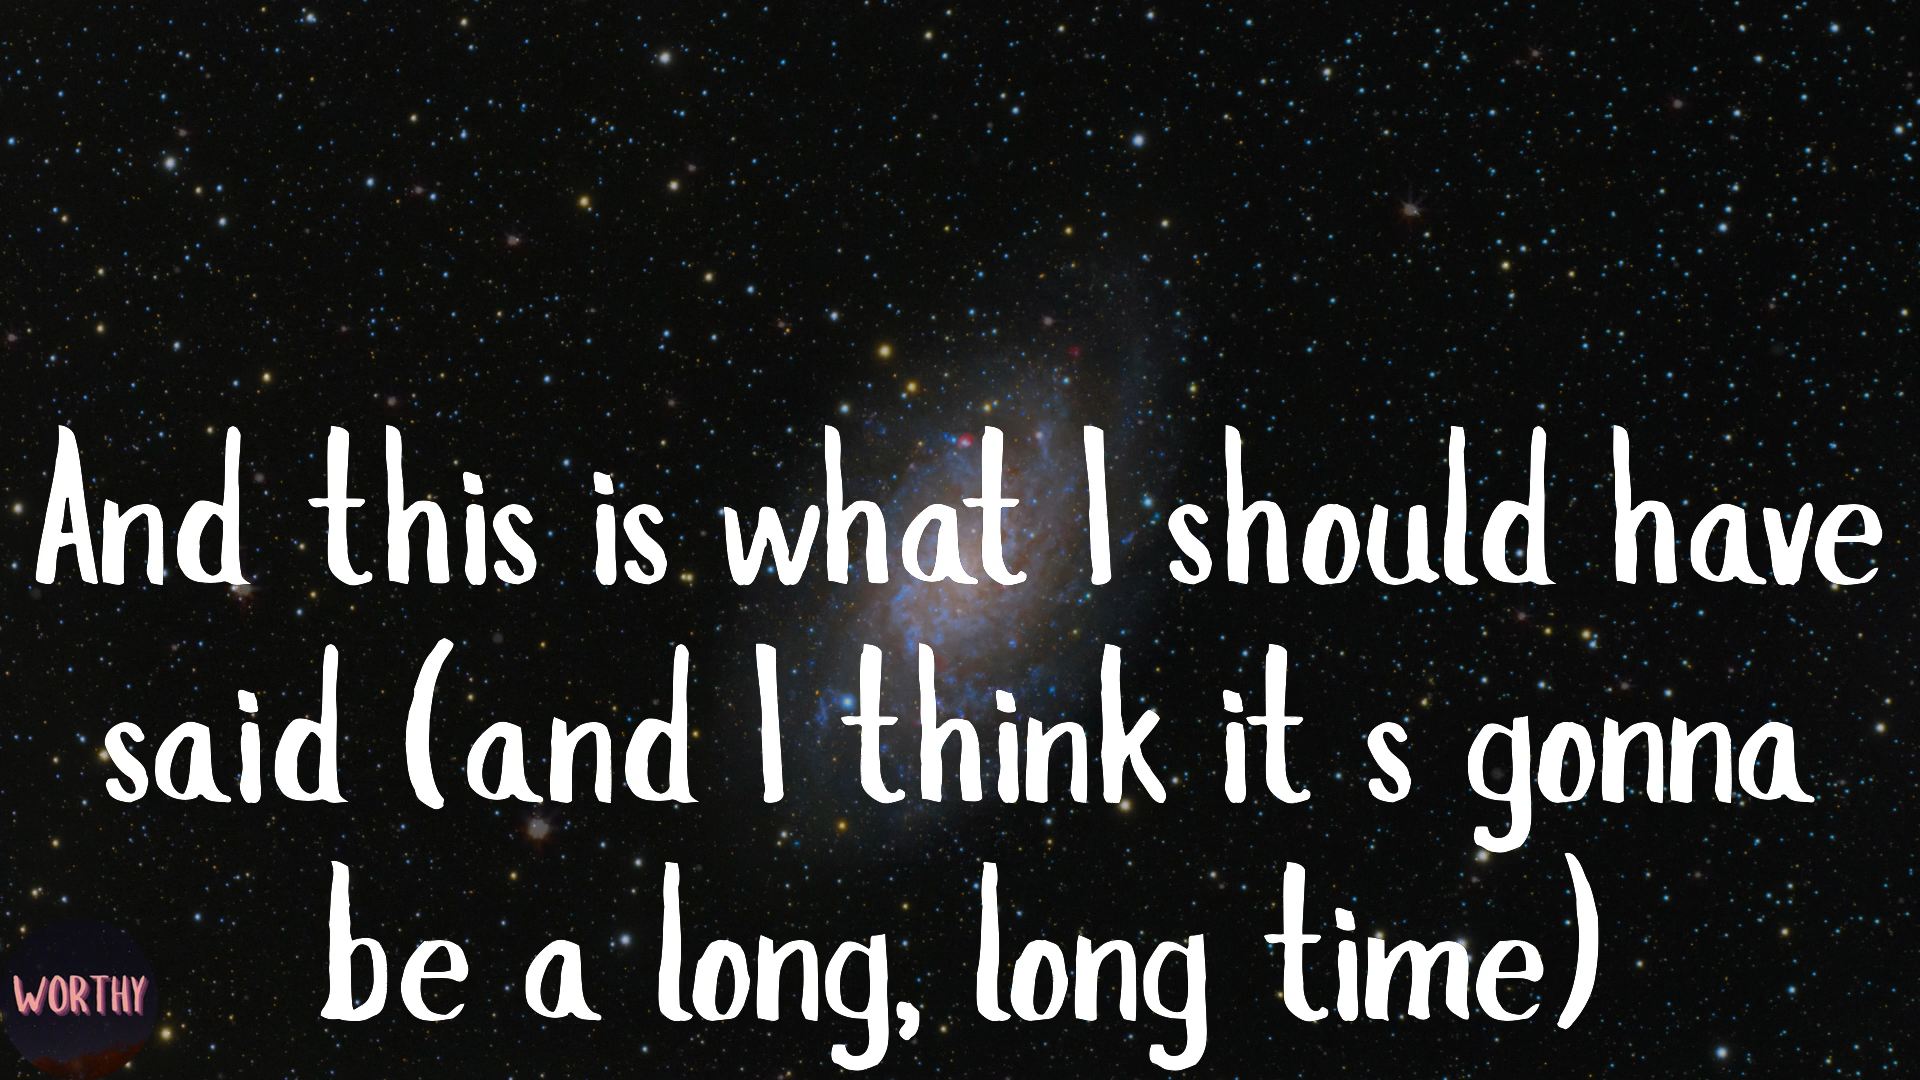 And this is what I should have
said (and I think it s gonna
be a long, long time)
WORTHY